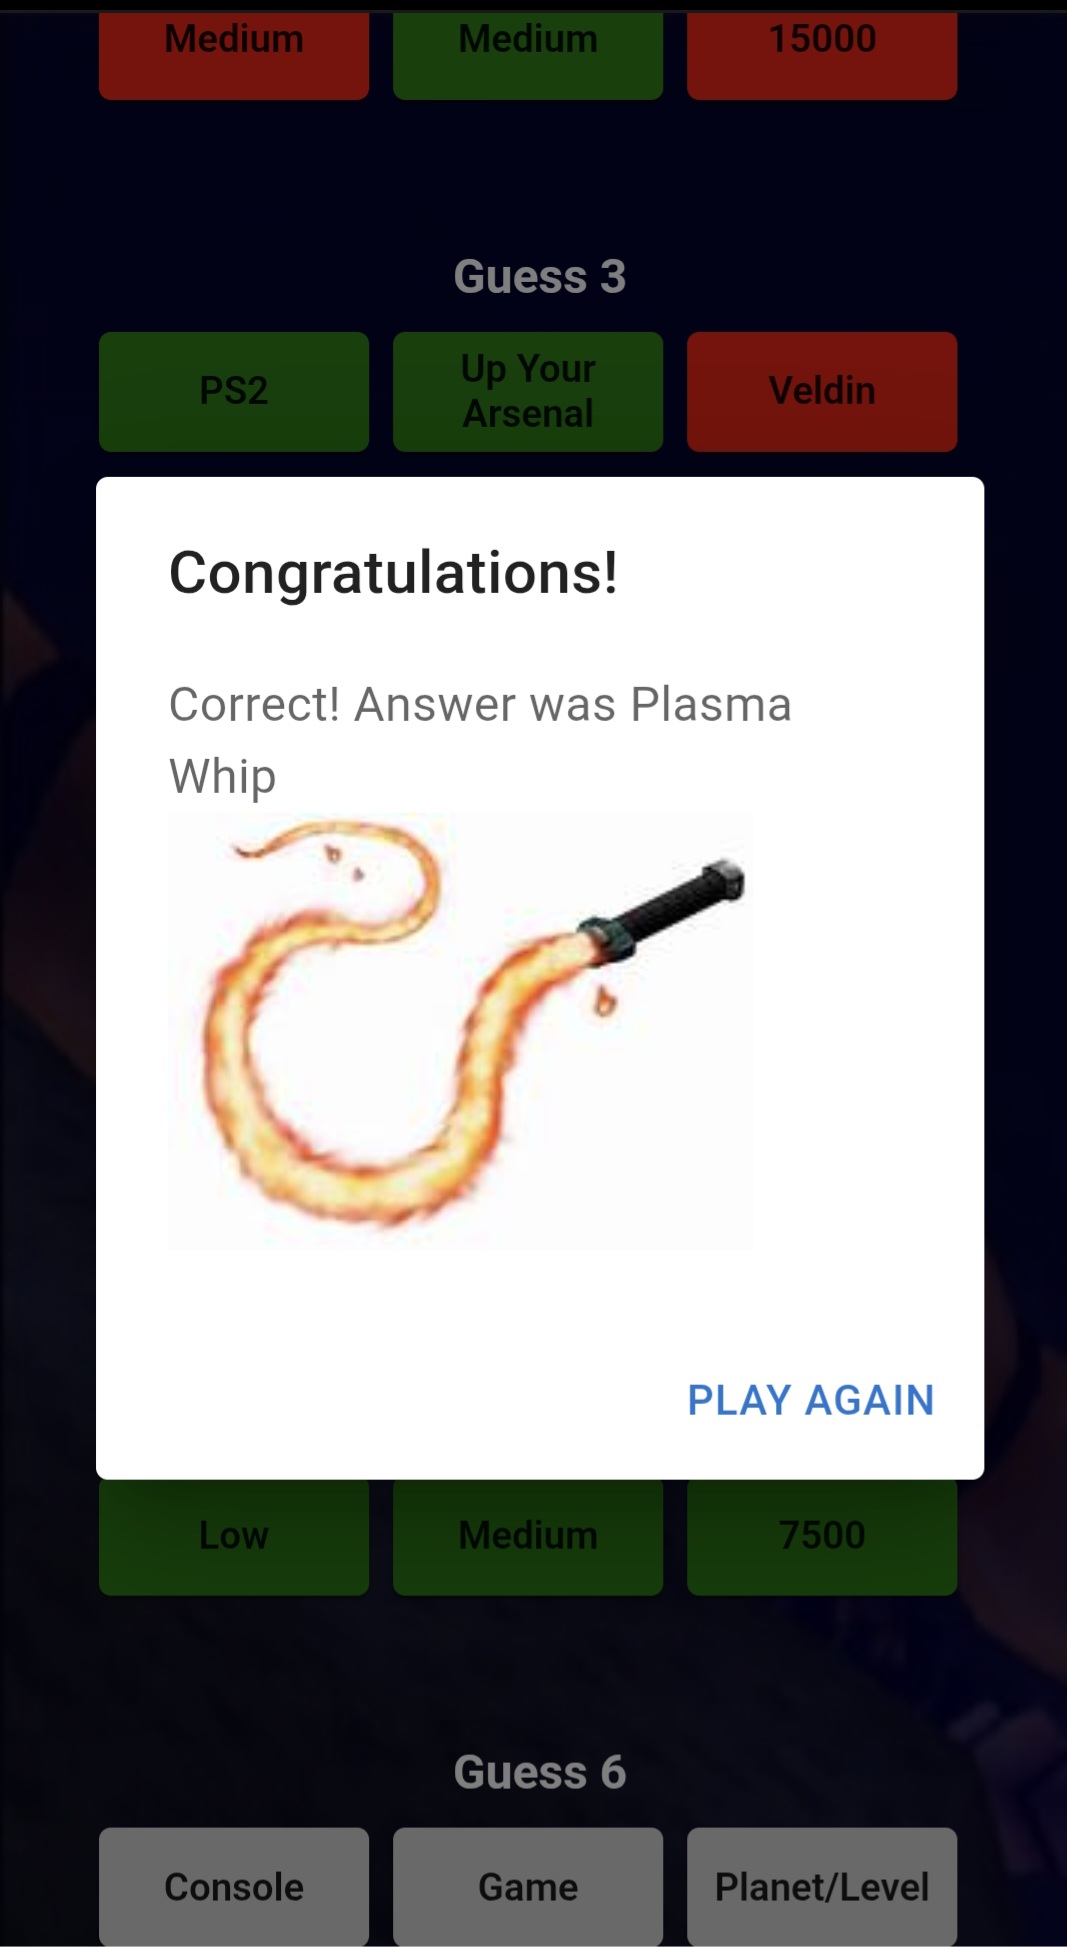 Medium Medium 15000
Guess 3
PS2 Up Your Veldin
Arsenal
Congratulations!
Correct! Answer was Plasma
Whip
PLAY AGAIN
Low Medium 7500
Guess 6
Console Game Planet/Level